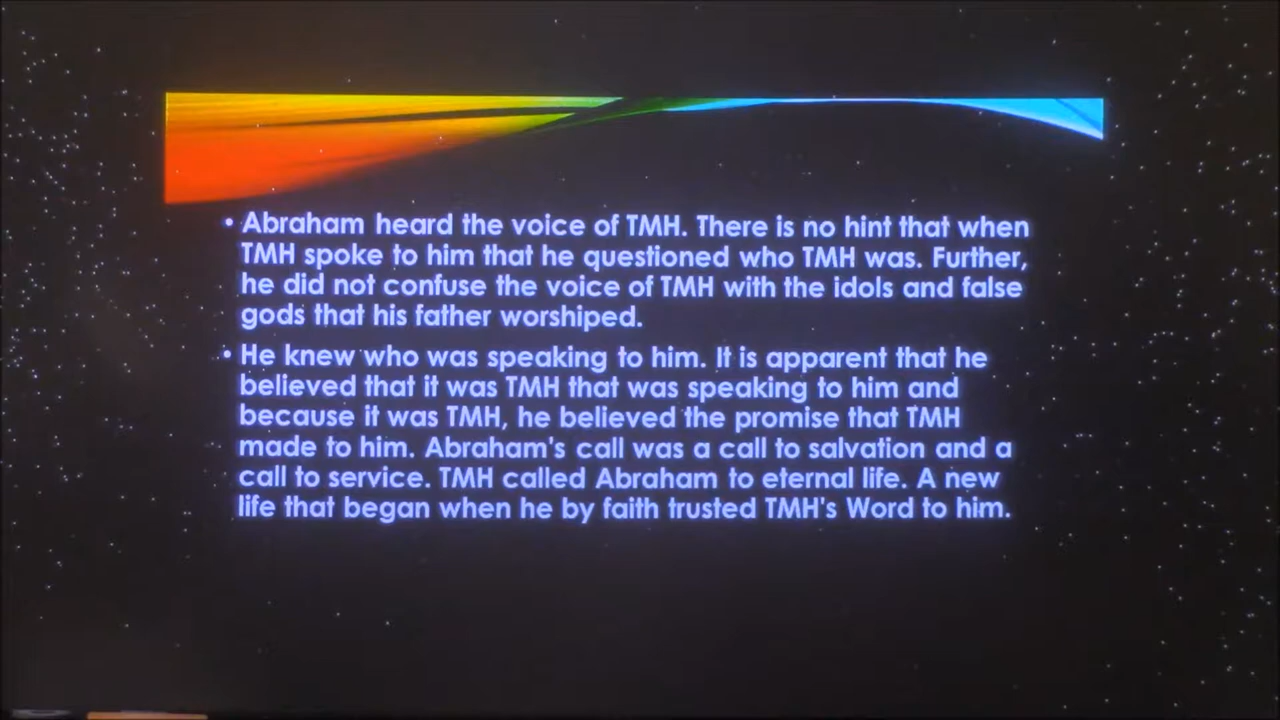 • Abraham heard the voice of TMH. There is no hint that when
TMH spoke to him that he questioned who TMH was. Further,
he did not confuse the voice of TMH with the idols and false
gods that his father worshiped.
• He knew who was speaking to him. It is apparent that he
believed that it was TMH that was speaking to him and
because it was TMH, he believed the promise that TMH
made to him. Abraham's call was a call to salvation and a
call to service. TMH called Abraham to eternal life. A new
life that began when he by faith trusted TMH's Word to him.